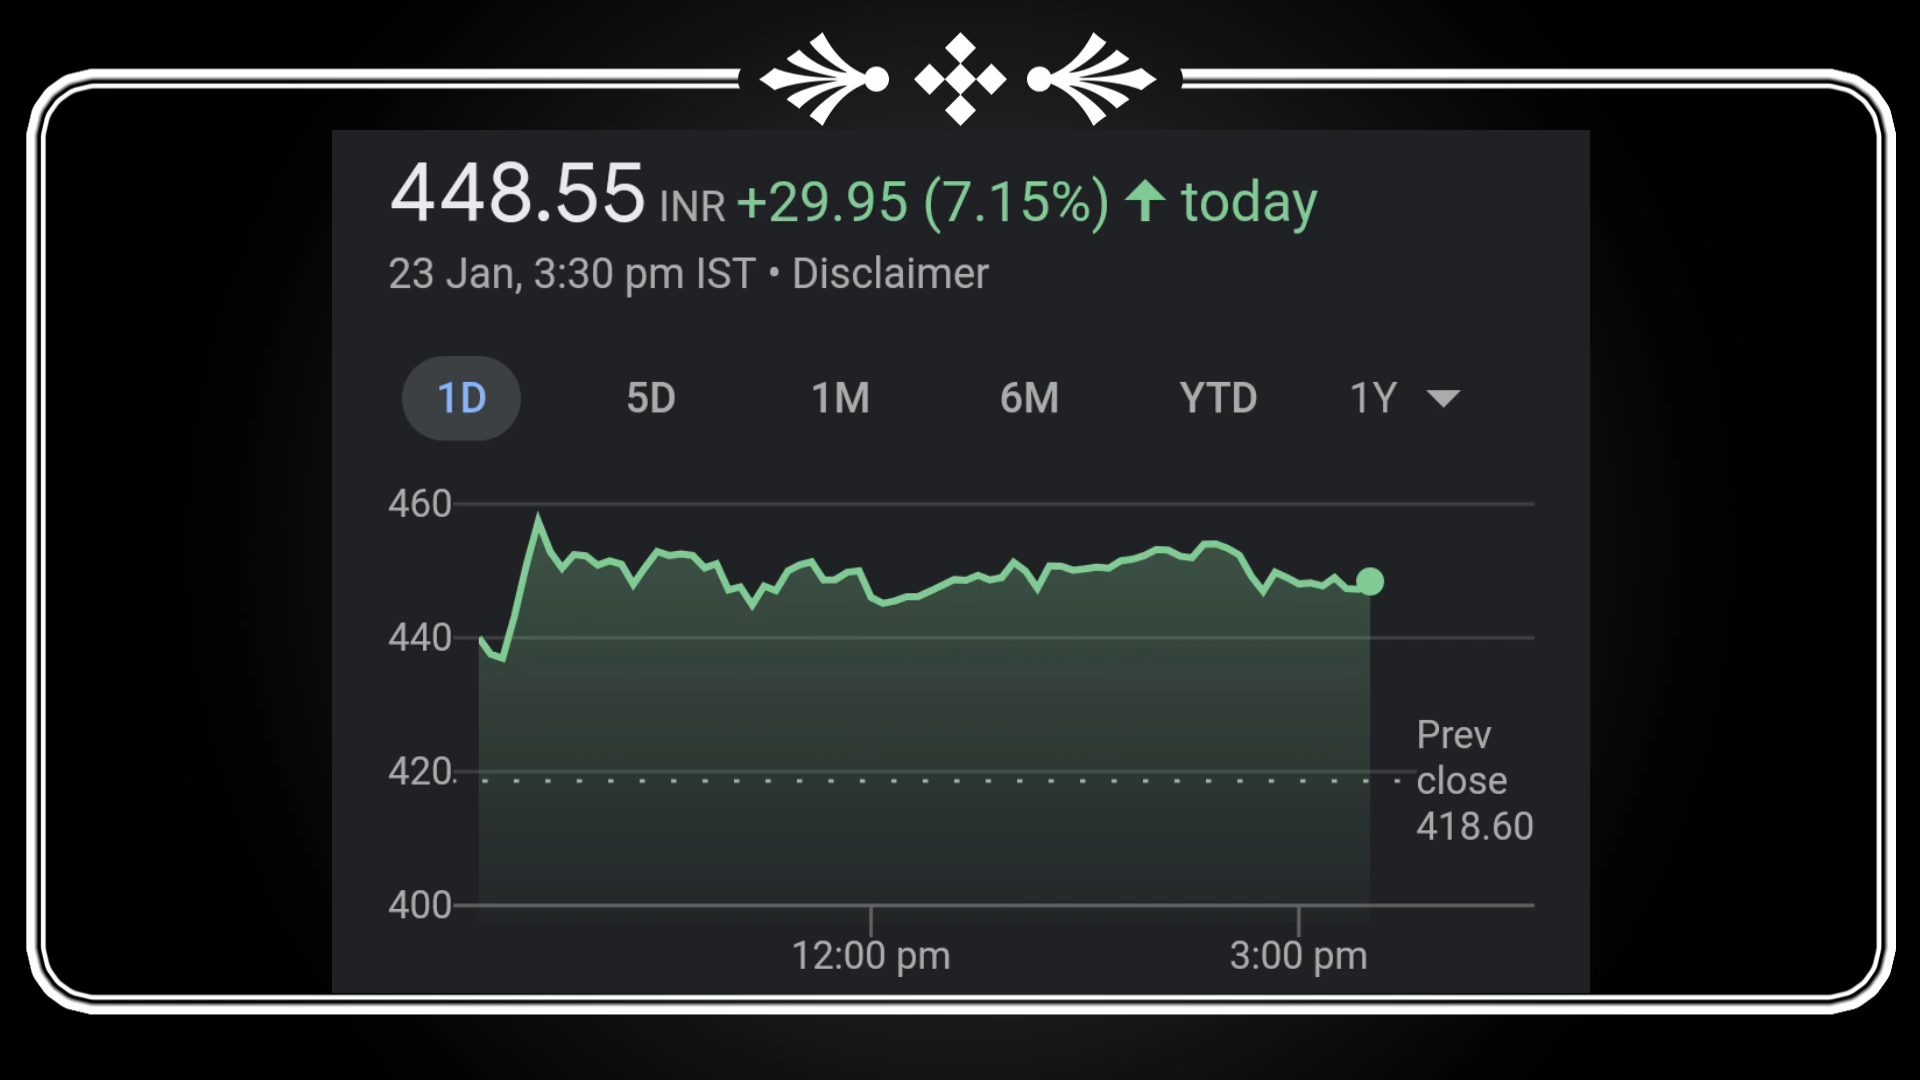 448.55 INR +29.95 (7.15%) ↑ today
23 Jan, 3:30 pm IST • Disclaimer
1D 5D 1M 6M YTD 1Y
460
440
420
400
Prev
close
418.60
12:00 pm 3:00 pm